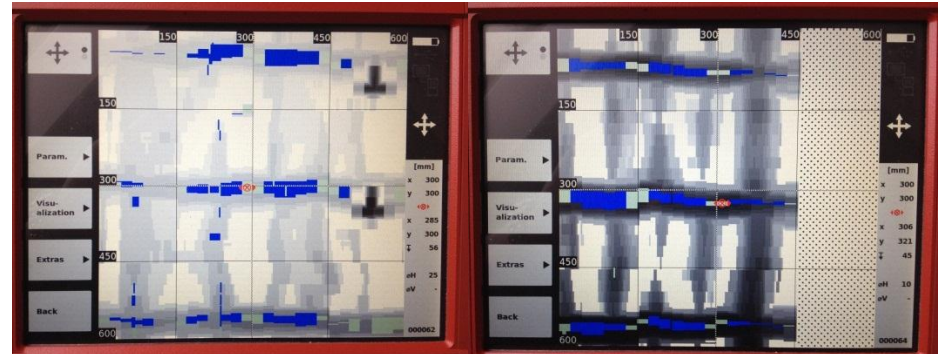 150 300 450 600
150
Param.
[mm]
x 300
300
y 300
Visu-
alization
x 285
y 300
56
Extras
450
øH 25
øV -
Back
600
000062
150 300 450 600
150
Param.
[mm]
300
x 300
y 300
Visu-
alization
x 306
y 321
45
Extras
450
øH 10
øV -
Back
600
000064